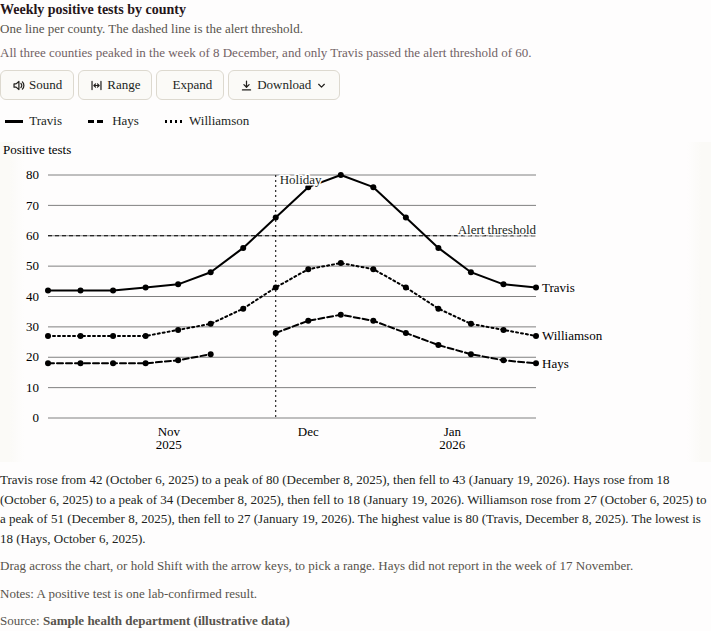 Weekly positive tests by county
One line per county. The dashed line is the alert threshold.
All three counties peaked in the week of 8 December, and only Travis passed the alert threshold of 60.
Sound Range Expand Download
Travis Hays Williamson
Positive tests
80
Holiday
70
60
Alert threshold
50
40
Travis
30
Williamson
20
Hays
10
0
Nov Dec Jan
2025 2026
Travis rose from 42 (October 6, 2025) to a peak of 80 (December 8, 2025), then fell to 43 (January 19, 2026). Hays rose from 18
(October 6, 2025) to a peak of 34 (December 8, 2025), then fell to 18 (January 19, 2026). Williamson rose from 27 (October 6, 2025) to
a peak of 51 (December 8, 2025), then fell to 27 (January 19, 2026). The highest value is 80 (Travis, December 8, 2025). The lowest is
18 (Hays, October 6, 2025).
Drag across the chart, or hold Shift with the arrow keys, to pick a range. Hays did not report in the week of 17 November.
Notes: A positive test is one lab-confirmed result.
Source: Sample health department (illustrative data)